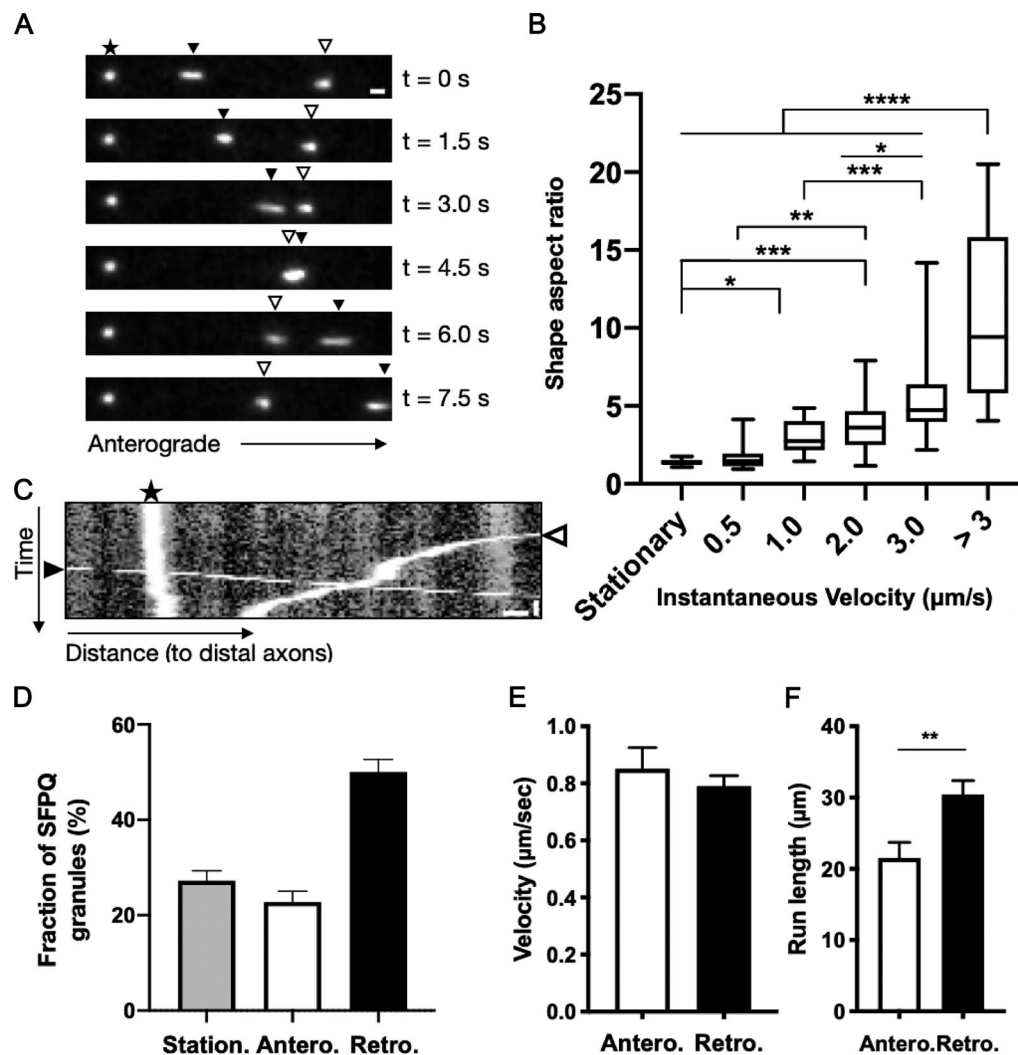 A
t = 0 s
t = 1.5 s
t = 3.0 s
t = 4.5 s
t = 6.0 s
t = 7.5 s
Anterograde
B
Shape aspect ratio
25
20
15
10
5
0
****
*
***
**
***
*
Stationary
0.5
1.0
2.0
3.0
> 3
Instantaneous Velocity (µm/s)
C
Time
Distance (to distal axons)
D
Fraction of SFPQ
granules (%)
60
40
20
0
Station. Antero. Retro.
E
Velocity (µm/sec)
1.0
0.8
0.6
0.4
0.2
0.0
Antero. Retro.
F
Run length (µm)
40
30
20
10
0
**
Antero.Retro.